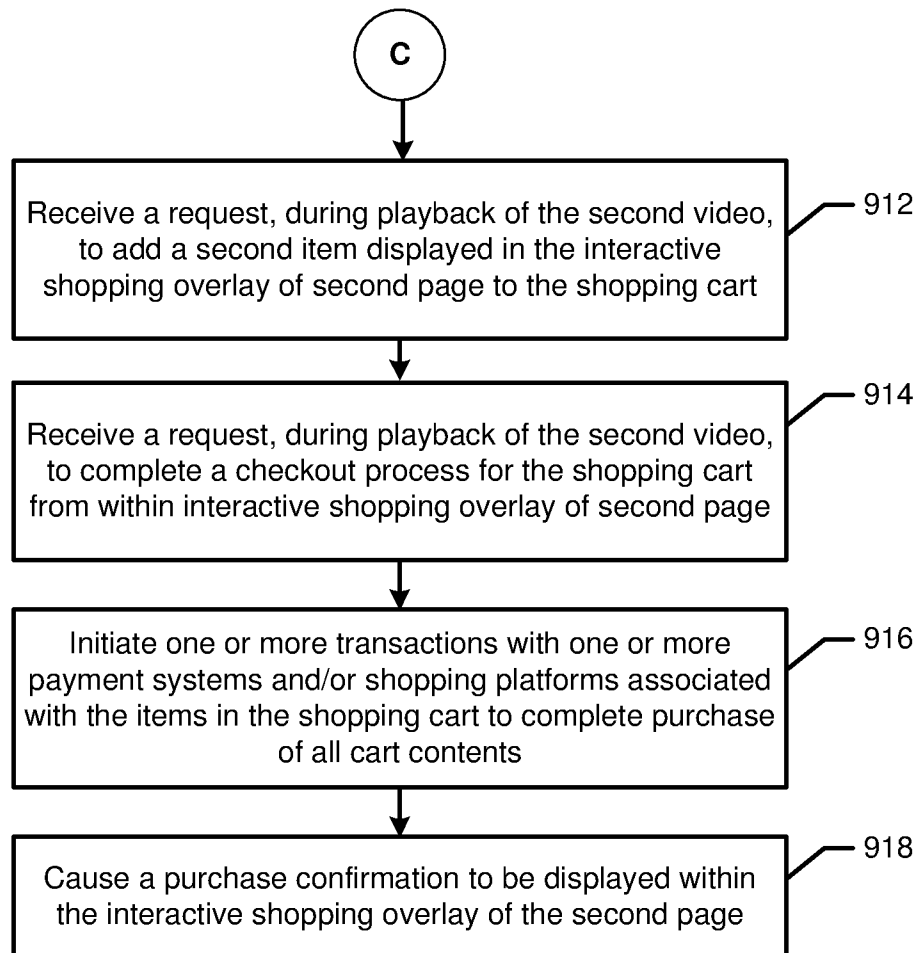 C
Receive a request, during playback of the second video,
to add a second item displayed in the interactive
shopping overlay of second page to the shopping cart
912
Receive a request, during playback of the second video,
to complete a checkout process for the shopping cart
from within interactive shopping overlay of second page
914
Initiate one or more transactions with one or more
payment systems and/or shopping platforms associated
with the items in the shopping cart to complete purchase
of all cart contents
916
Cause a purchase confirmation to be displayed within
the interactive shopping overlay of the second page
918